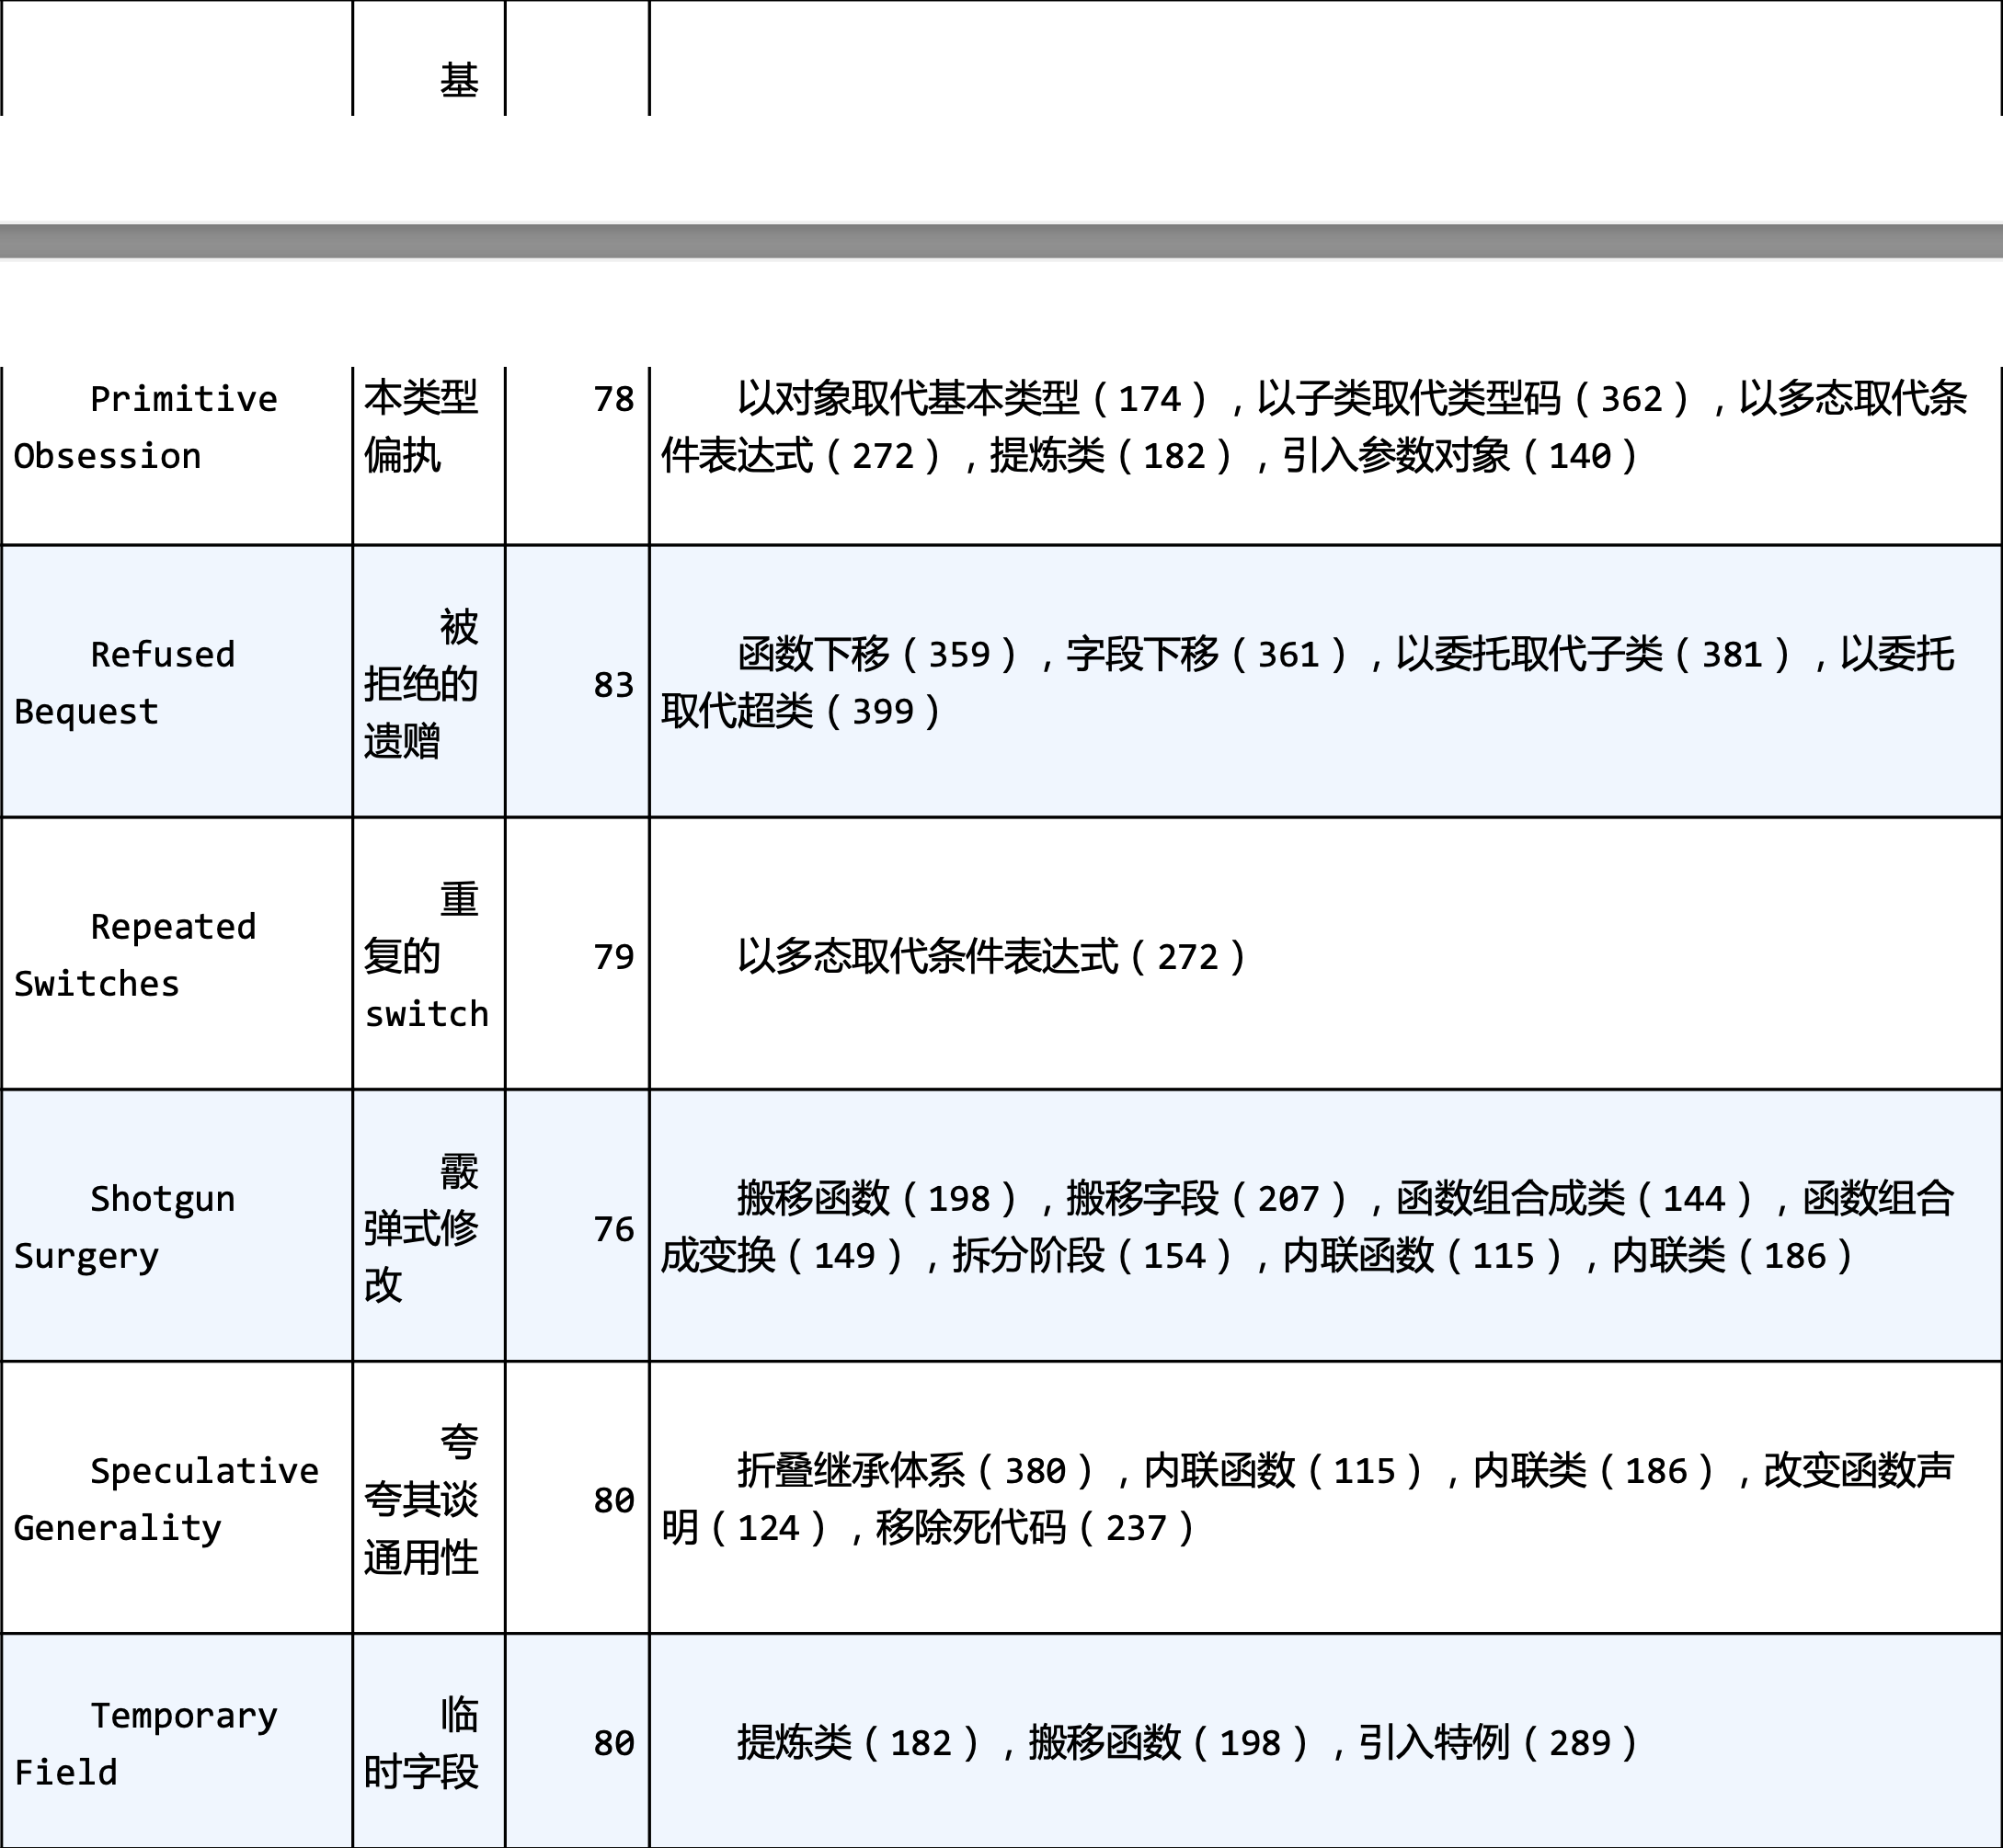 基
Primitive
Obsession
本类型
偏执
78
以对象取代基本类型(174),以子类取代类型码(362),以多态取代条
件表达式(272),提炼类(182),引入参数对象(140)
Refused
Bequest
被
拒绝的
遗赠
83
函数下移(359),字段下移(361),以委托取代子类(381),以委托
取代超类(399)
Repeated
Switches
重
复的
switch
79
以多态取代条件表达式(272)
Shotgun
Surgery
霰
弹式修
改
76
搬移函数(198),搬移字段(207),函数组合成类(144),函数组合
成变换(149),拆分阶段(154),内联函数(115),内联类(186)
Speculative
Generality
夸
夸其谈
通用性
80
折叠继承体系(380),内联函数(115),内联类(186),改变函数声
明(124),移除死代码(237)
Temporary
Field
临
时字段
80
提炼类(182),搬移函数(198),引入特例(289)